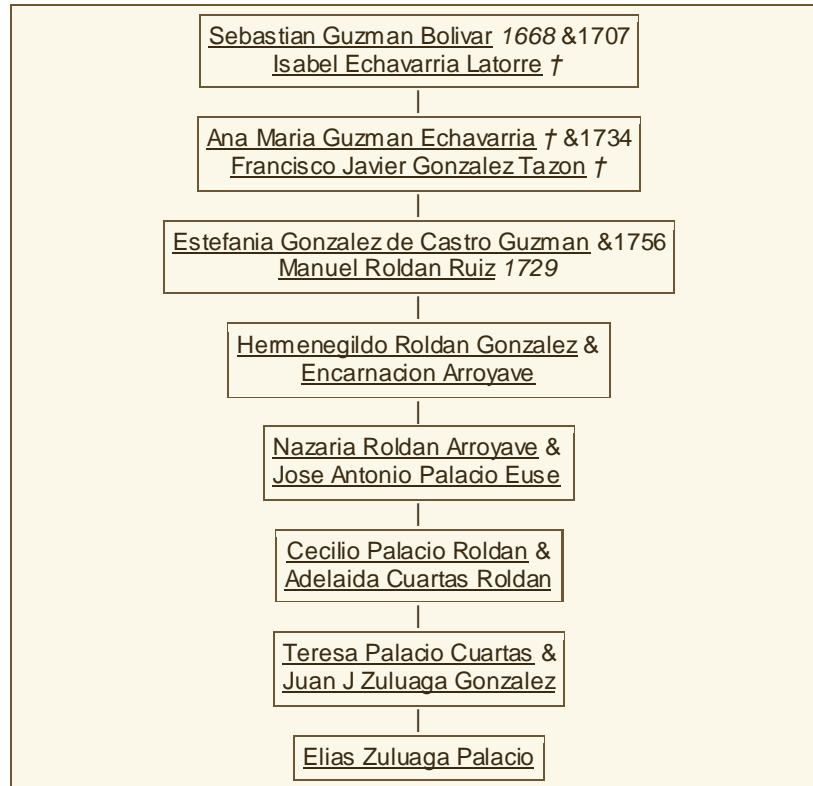 Sebastian Guzman Bolivar 1668 &1707
Isabel Echavarria Latorre †
Ana Maria Guzman Echavarria † &1734
Francisco Javier Gonzalez Tazon †
Estefania Gonzalez de Castro Guzman &1756
Manuel Roldan Ruiz 1729
Hermenegildo Roldan Gonzalez &
Encarnacion Arroyave
Nazaria Roldan Arroyave &
Jose Antonio Palacio Euse
Cecilio Palacio Roldan &
Adelaida Cuartas Roldan
Teresa Palacio Cuartas &
Juan J Zuluaga Gonzalez
Elias Zuluaga Palacio